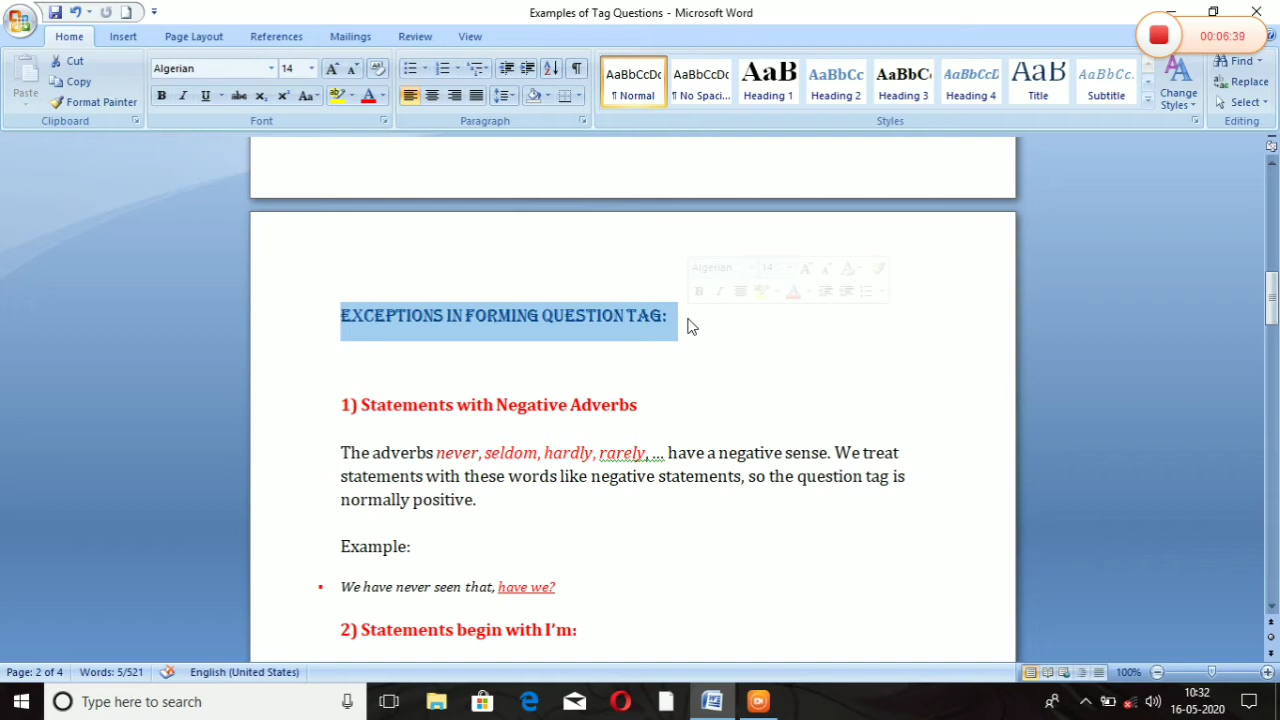 Examples of Tag Questions - Microsoft Word
00:06:39
Home Insert Page Layout References Mailings Review View
Paste Cut Copy Format Painter
Clipboard
Algerian 14
Font
Paragraph
AaBbCcDc AaBbCcDc AaB AaBbCc AaBbC AaBbCcD AaB AaBbCc.
¶ Normal ¶ No Spaci... Heading 1 Heading 2 Heading 3 Heading 4 Title Subtitle
Change Styles
Styles
Find Replace Select
Editing
Algerian 14
EXCEPTIONS IN FORMING QUESTION TAG:
1) Statements with Negative Adverbs
The adverbs never, seldom, hardly, rarely, ... have a negative sense. We treat
statements with these words like negative statements, so the question tag is
normally positive.
Example:
▪ We have never seen that, have we?
2) Statements begin with I’m:
Page: 2 of 4 Words: 5/521 English (United States) 100%
Type here to search
10:32
16-05-2020